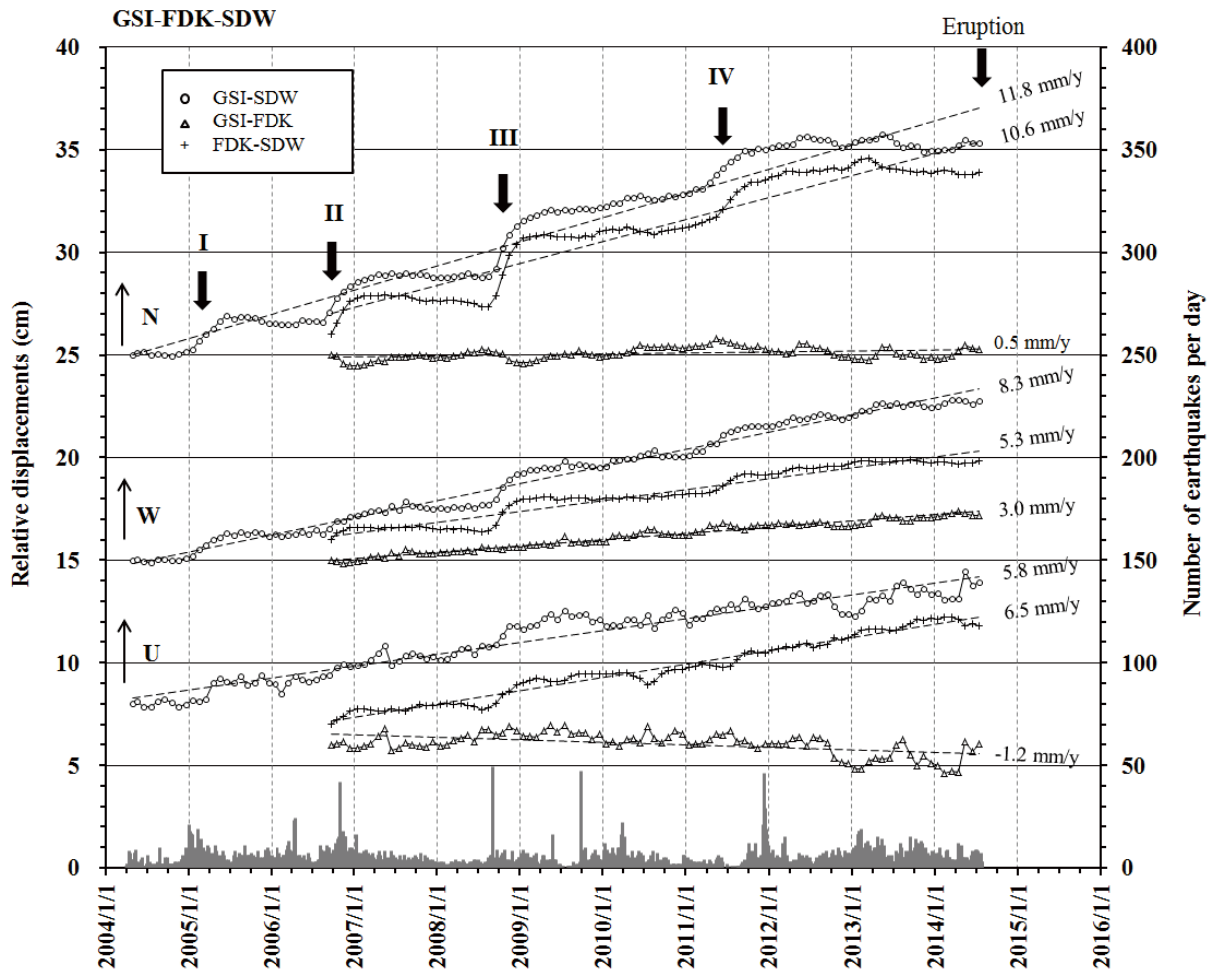 GSI-FDK-SDW
Eruption
40
400
GSI-SDW
GSI-FDK
FDK-SDW
IV
11.8 mm/y
10.6 mm/y
35
350
III
II
I
30
300
N
25
250
0.5 mm/y
8.3 mm/y
5.3 mm/y
20
200
W
3.0 mm/y
15
150
5.8 mm/y
6.5 mm/y
U
10
100
-1.2 mm/y
5
50
0
0
Relative displacements (cm)
Number of earthquakes per day
2004/1/1
2005/1/1
2006/1/1
2007/1/1
2008/1/1
2009/1/1
2010/1/1
2011/1/1
2012/1/1
2013/1/1
2014/1/1
2015/1/1
2016/1/1